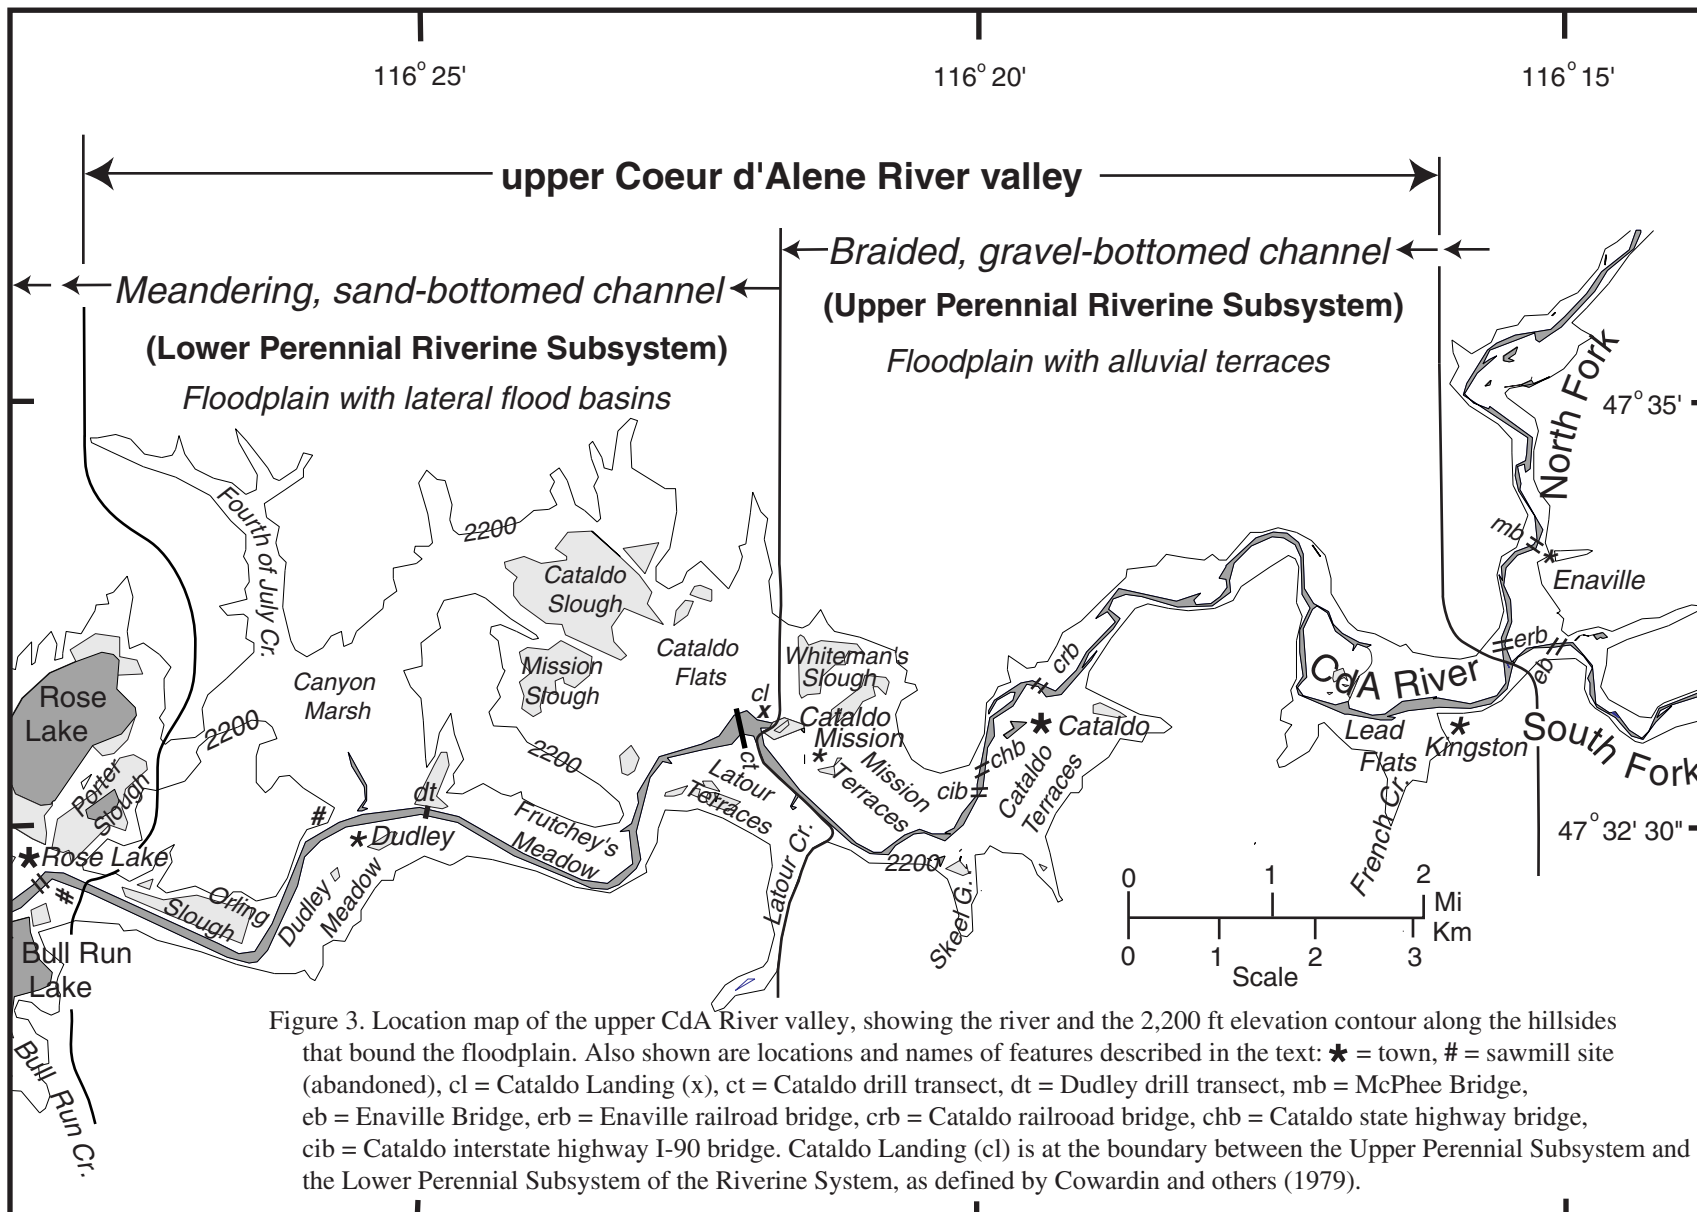 116° 25'
116° 20'
116° 15'
upper Coeur d'Alene River valley
Braided, gravel-bottomed channel
Meandering, sand-bottomed channel
(Upper Perennial Riverine Subsystem)
(Lower Perennial Riverine Subsystem)
Floodplain with alluvial terraces
Floodplain with lateral flood basins
North Fork
47° 35'
Fourth of July Cr.
2200
mb
*
Enaville
Cataldo
Slough
erb
eb
Cataldo
Flats
Whiteman's
Slough
crb
Mission
Slough
Canyon
Marsh
CdA River
Rose
Lake
cl
x
Cataldo
Mission
*
* Cataldo
Lead
Flats
* Kingston
South Fork
2200
2200
ct
chb
cib
Cataldo
Terraces
Mission
Terraces
Latour
Terraces
Porter
Slough
dt
#
* Dudley
Frutchey's
Meadow
47° 32' 30"
French Cr.
* Rose Lake
#
2200
Latour Cr.
Skeel G.
Orling
Slough
Dudley
Meadow
0 1 2
Mi
Km
0 1 2 3
Scale
Bull Run
Lake
Bull Run Cr.
Figure 3. Location map of the upper CdA River valley, showing the river and the 2,200 ft elevation contour along the hillsides
that bound the floodplain. Also shown are locations and names of features described in the text: * = town, # = sawmill site
(abandoned), cl = Cataldo Landing (x), ct = Cataldo drill transect, dt = Dudley drill transect, mb = McPhee Bridge,
eb = Enaville Bridge, erb = Enaville railroad bridge, crb = Cataldo railrooad bridge, chb = Cataldo state highway bridge,
cib = Cataldo interstate highway I-90 bridge. Cataldo Landing (cl) is at the boundary between the Upper Perennial Subsystem and
the Lower Perennial Subsystem of the Riverine System, as defined by Cowardin and others (1979).